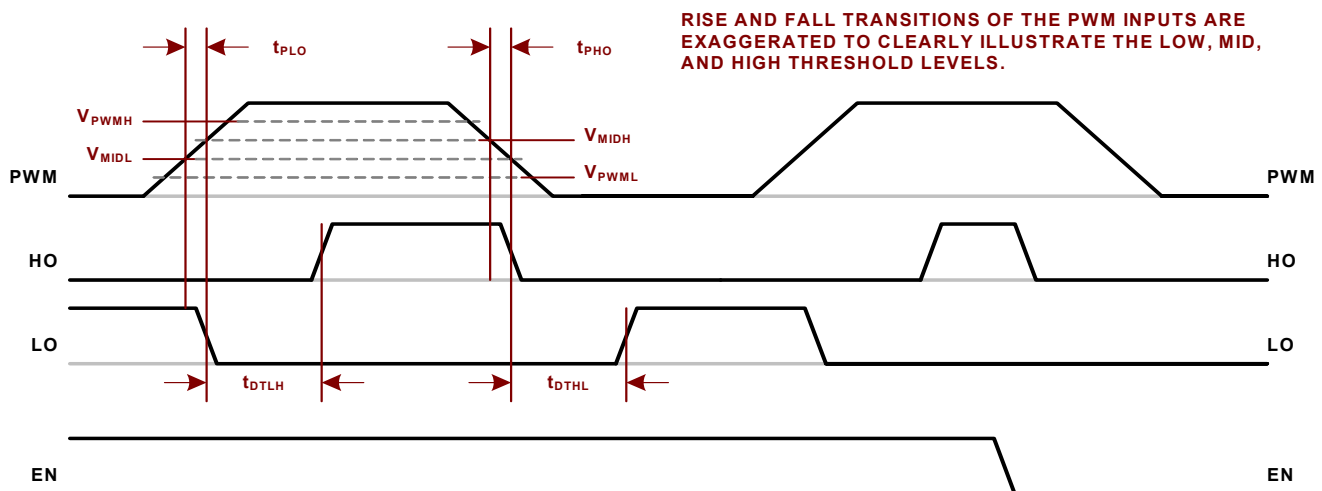 RISE AND FALL TRANSITIONS OF THE PWM INPUTS ARE
EXAGGERATED TO CLEARLY ILLUSTRATE THE LOW, MID,
AND HIGH THRESHOLD LEVELS.
tPLO
tPHO
VPWMH
VMIDH
VMIDL
VPWML
PWM
PWM
HO
HO
LO
LO
tDTLH
tDTHL
EN
EN